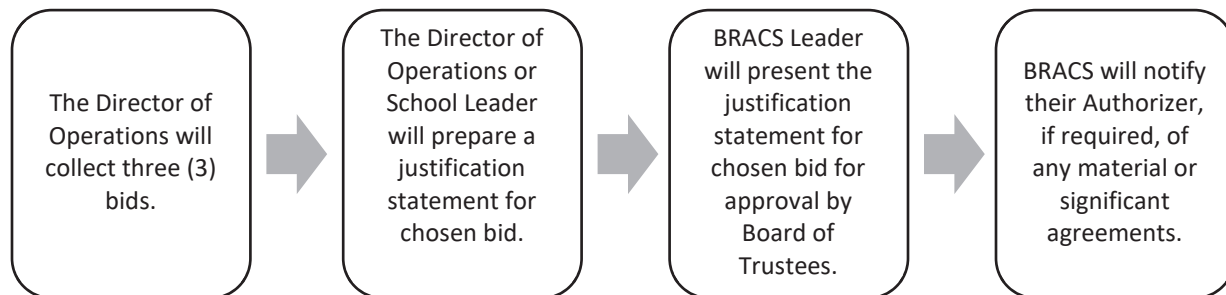 The Director of
Operations will
collect three (3)
bids.
The Director of
Operations or
School Leader
will prepare a
justification
statement for
chosen bid.
BRACS Leader
will present the
justification
statement for
chosen bid for
approval by
Board of
Trustees.
BRACS will notify
their Authorizer,
if required, of
any material or
significant
agreements.